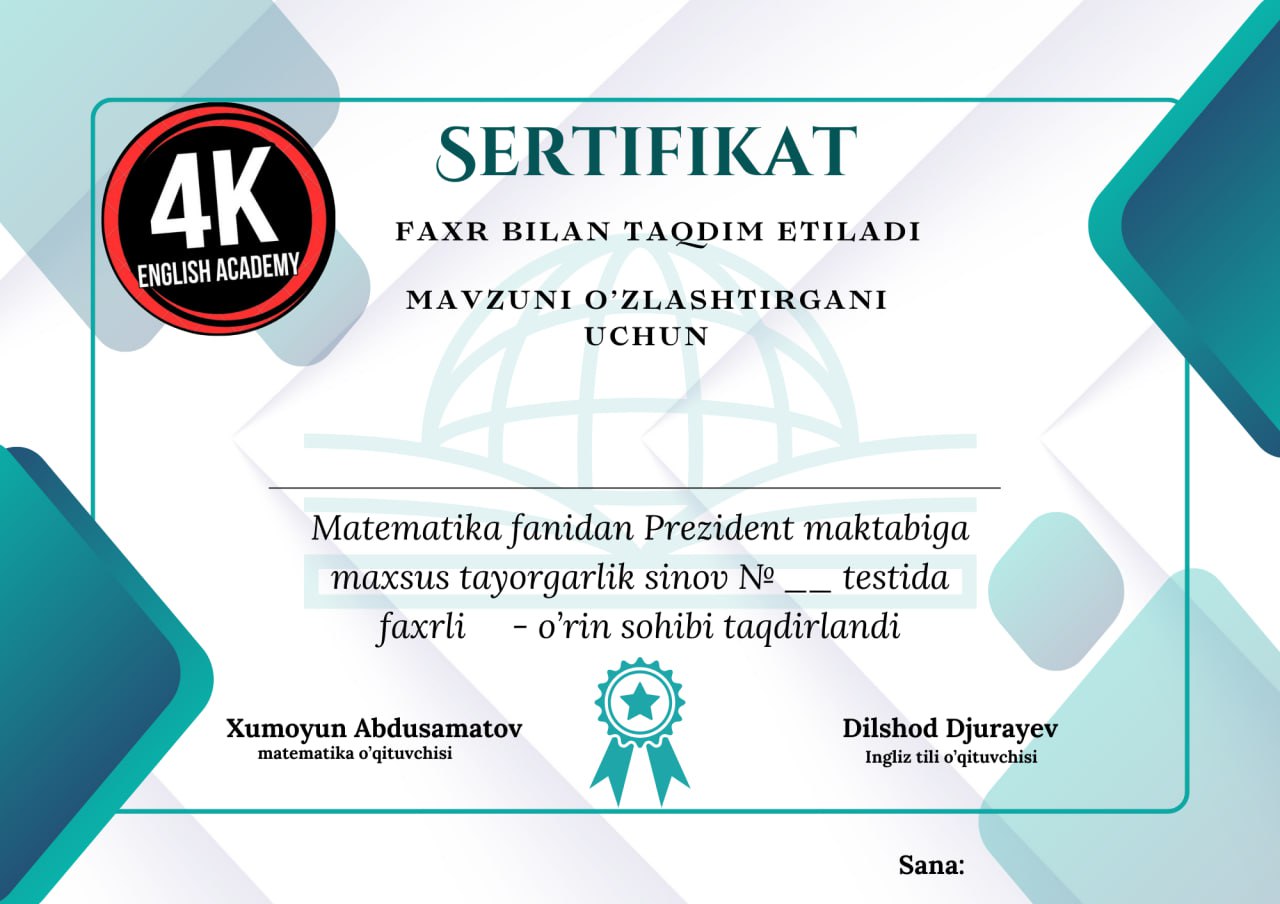 4K
ENGLISH ACADEMY
SERTIFIKAT
FAXR BILAN TAQDIM ETILADI
MAVZUNI O’ZLASHTIRGANI
UCHUN
Matematika fanidan Prezident maktabiga
maxsus tayorgarlik sinov № __ testida
faxrli - o’rin sohibi taqdirlandi
Xumoyun Abdusamatov
matematika o’qituvchisi
Dilshod Djurayev
Ingliz tili o’qituvchisi
Sana: